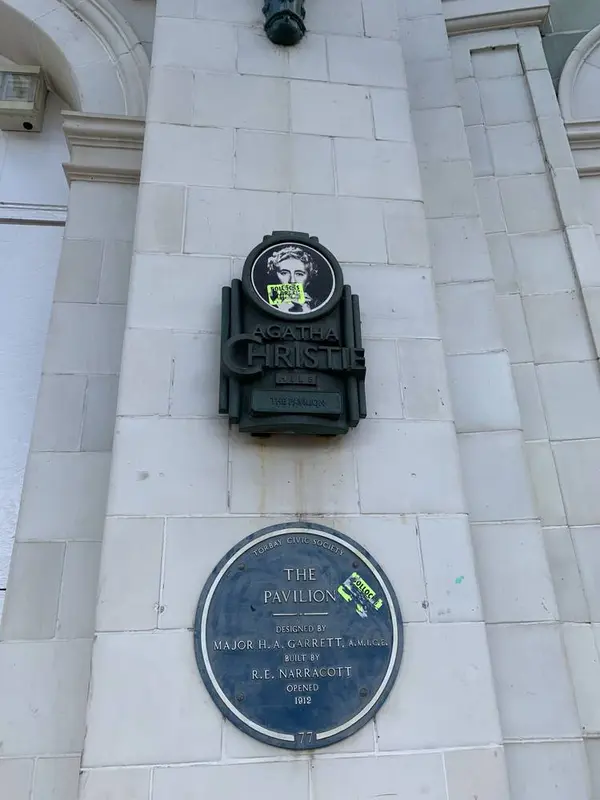 AGATHA
CHRISTIE
MILE
THE PAVILION
TORBAY CIVIC SOCIETY
THE
PAVILION
DESIGNED BY
MAJOR H.A. GARRETT, A.M.I.C.E.
BUILT BY
R.E. NARRACOTT
OPENED
1912
77